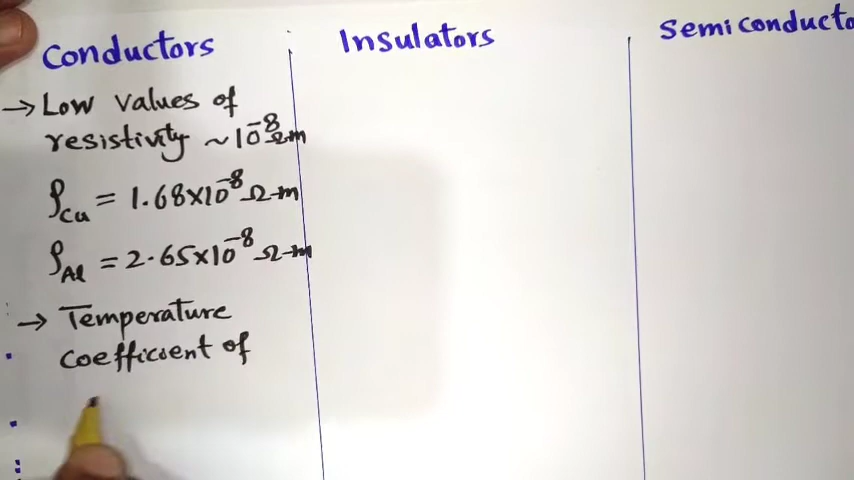 Conductors
Insulators
Semiconducto
→ Low values of
resistivity ~10⁻⁸Ω-m
ρCu = 1.68×10⁻⁸ Ω-m
ρAl = 2.65×10⁻⁸ Ω-m
→ Temperature
coefficient of